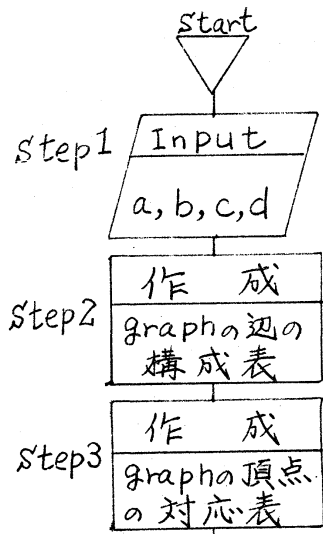 Start
Step1
Input
a, b, c, d
Step2
作 成
graphの辺の
構成表
Step3
作 成
graphの頂点
の対応表